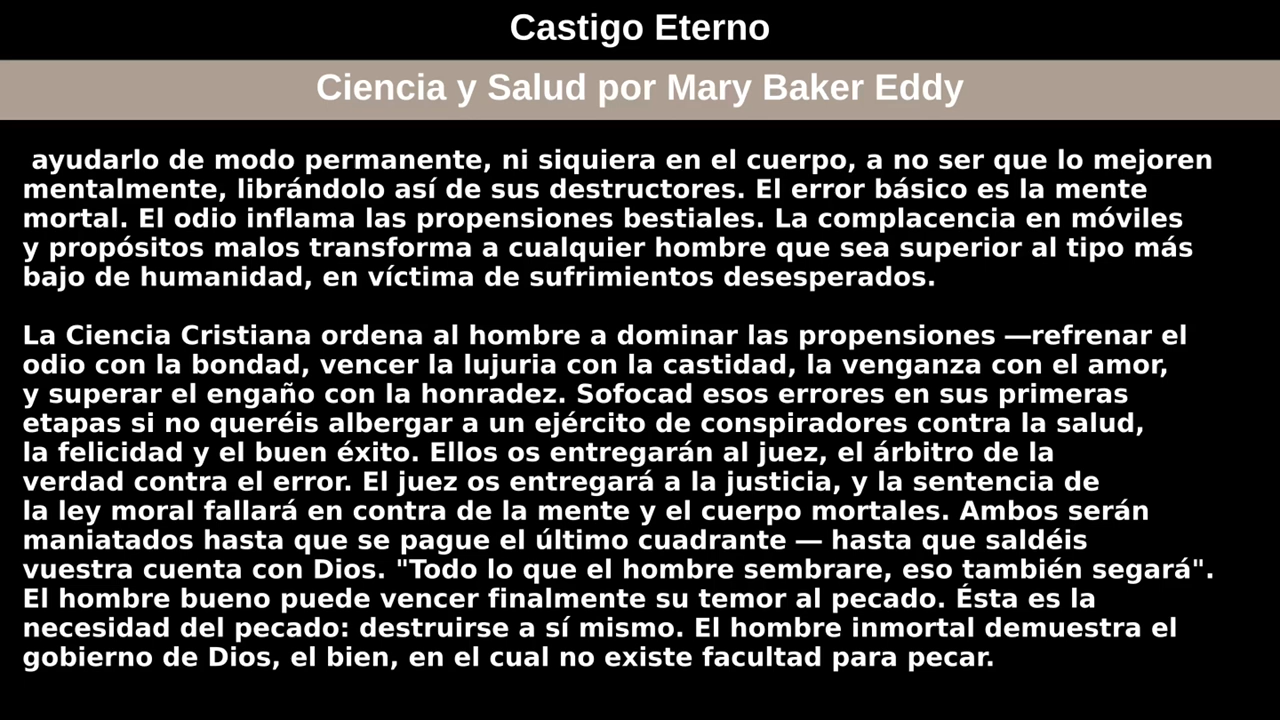 Castigo Eterno
Ciencia y Salud por Mary Baker Eddy
ayudarlo de modo permanente, ni siquiera en el cuerpo, a no ser que lo mejoren
mentalmente, librándolo así de sus destructores. El error básico es la mente
mortal. El odio inflama las propensiones bestiales. La complacencia en móviles
y propósitos malos transforma a cualquier hombre que sea superior al tipo más
bajo de humanidad, en víctima de sufrimientos desesperados.
La Ciencia Cristiana ordena al hombre a dominar las propensiones —refrenar el
odio con la bondad, vencer la lujuria con la castidad, la venganza con el amor,
y superar el engaño con la honradez. Sofocad esos errores en sus primeras
etapas si no queréis albergar a un ejército de conspiradores contra la salud,
la felicidad y el buen éxito. Ellos os entregarán al juez, el árbitro de la
verdad contra el error. El juez os entregará a la justicia, y la sentencia de
la ley moral fallará en contra de la mente y el cuerpo mortales. Ambos serán
maniatados hasta que se pague el último cuadrante — hasta que saldéis
vuestra cuenta con Dios. "Todo lo que el hombre sembrare, eso también segará".
El hombre bueno puede vencer finalmente su temor al pecado. Ésta es la
necesidad del pecado: destruirse a sí mismo. El hombre inmortal demuestra el
gobierno de Dios, el bien, en el cual no existe facultad para pecar.